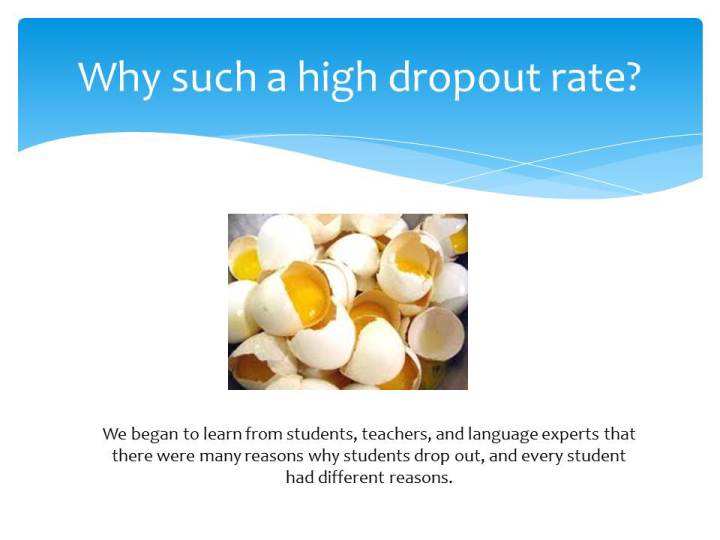 Why such a high dropout rate?
We began to learn from students, teachers, and language experts that
there were many reasons why students drop out, and every student
had different reasons.